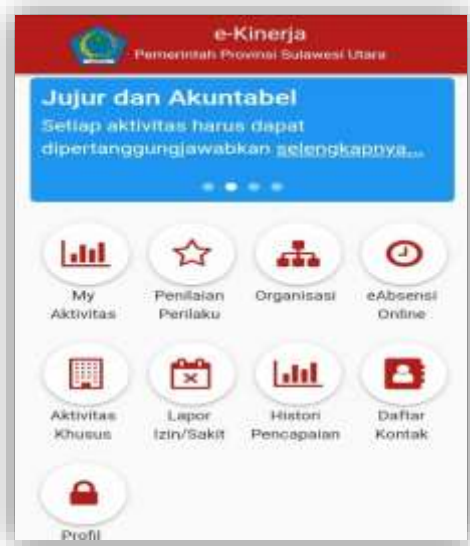 e-Kinerja
Pemerintah Provinsi Sulawesi Utara
Jujur dan Akuntabel
Setiap aktivitas harus dapat
dipertanggungjawabkan selengkapnya...
My Aktivitas
Penilaian Perilaku
Organisasi
eAbsensi Online
Aktivitas Khusus
Lapor Izin/Sakit
Histori Pencapaian
Daftar Kontak
Profil